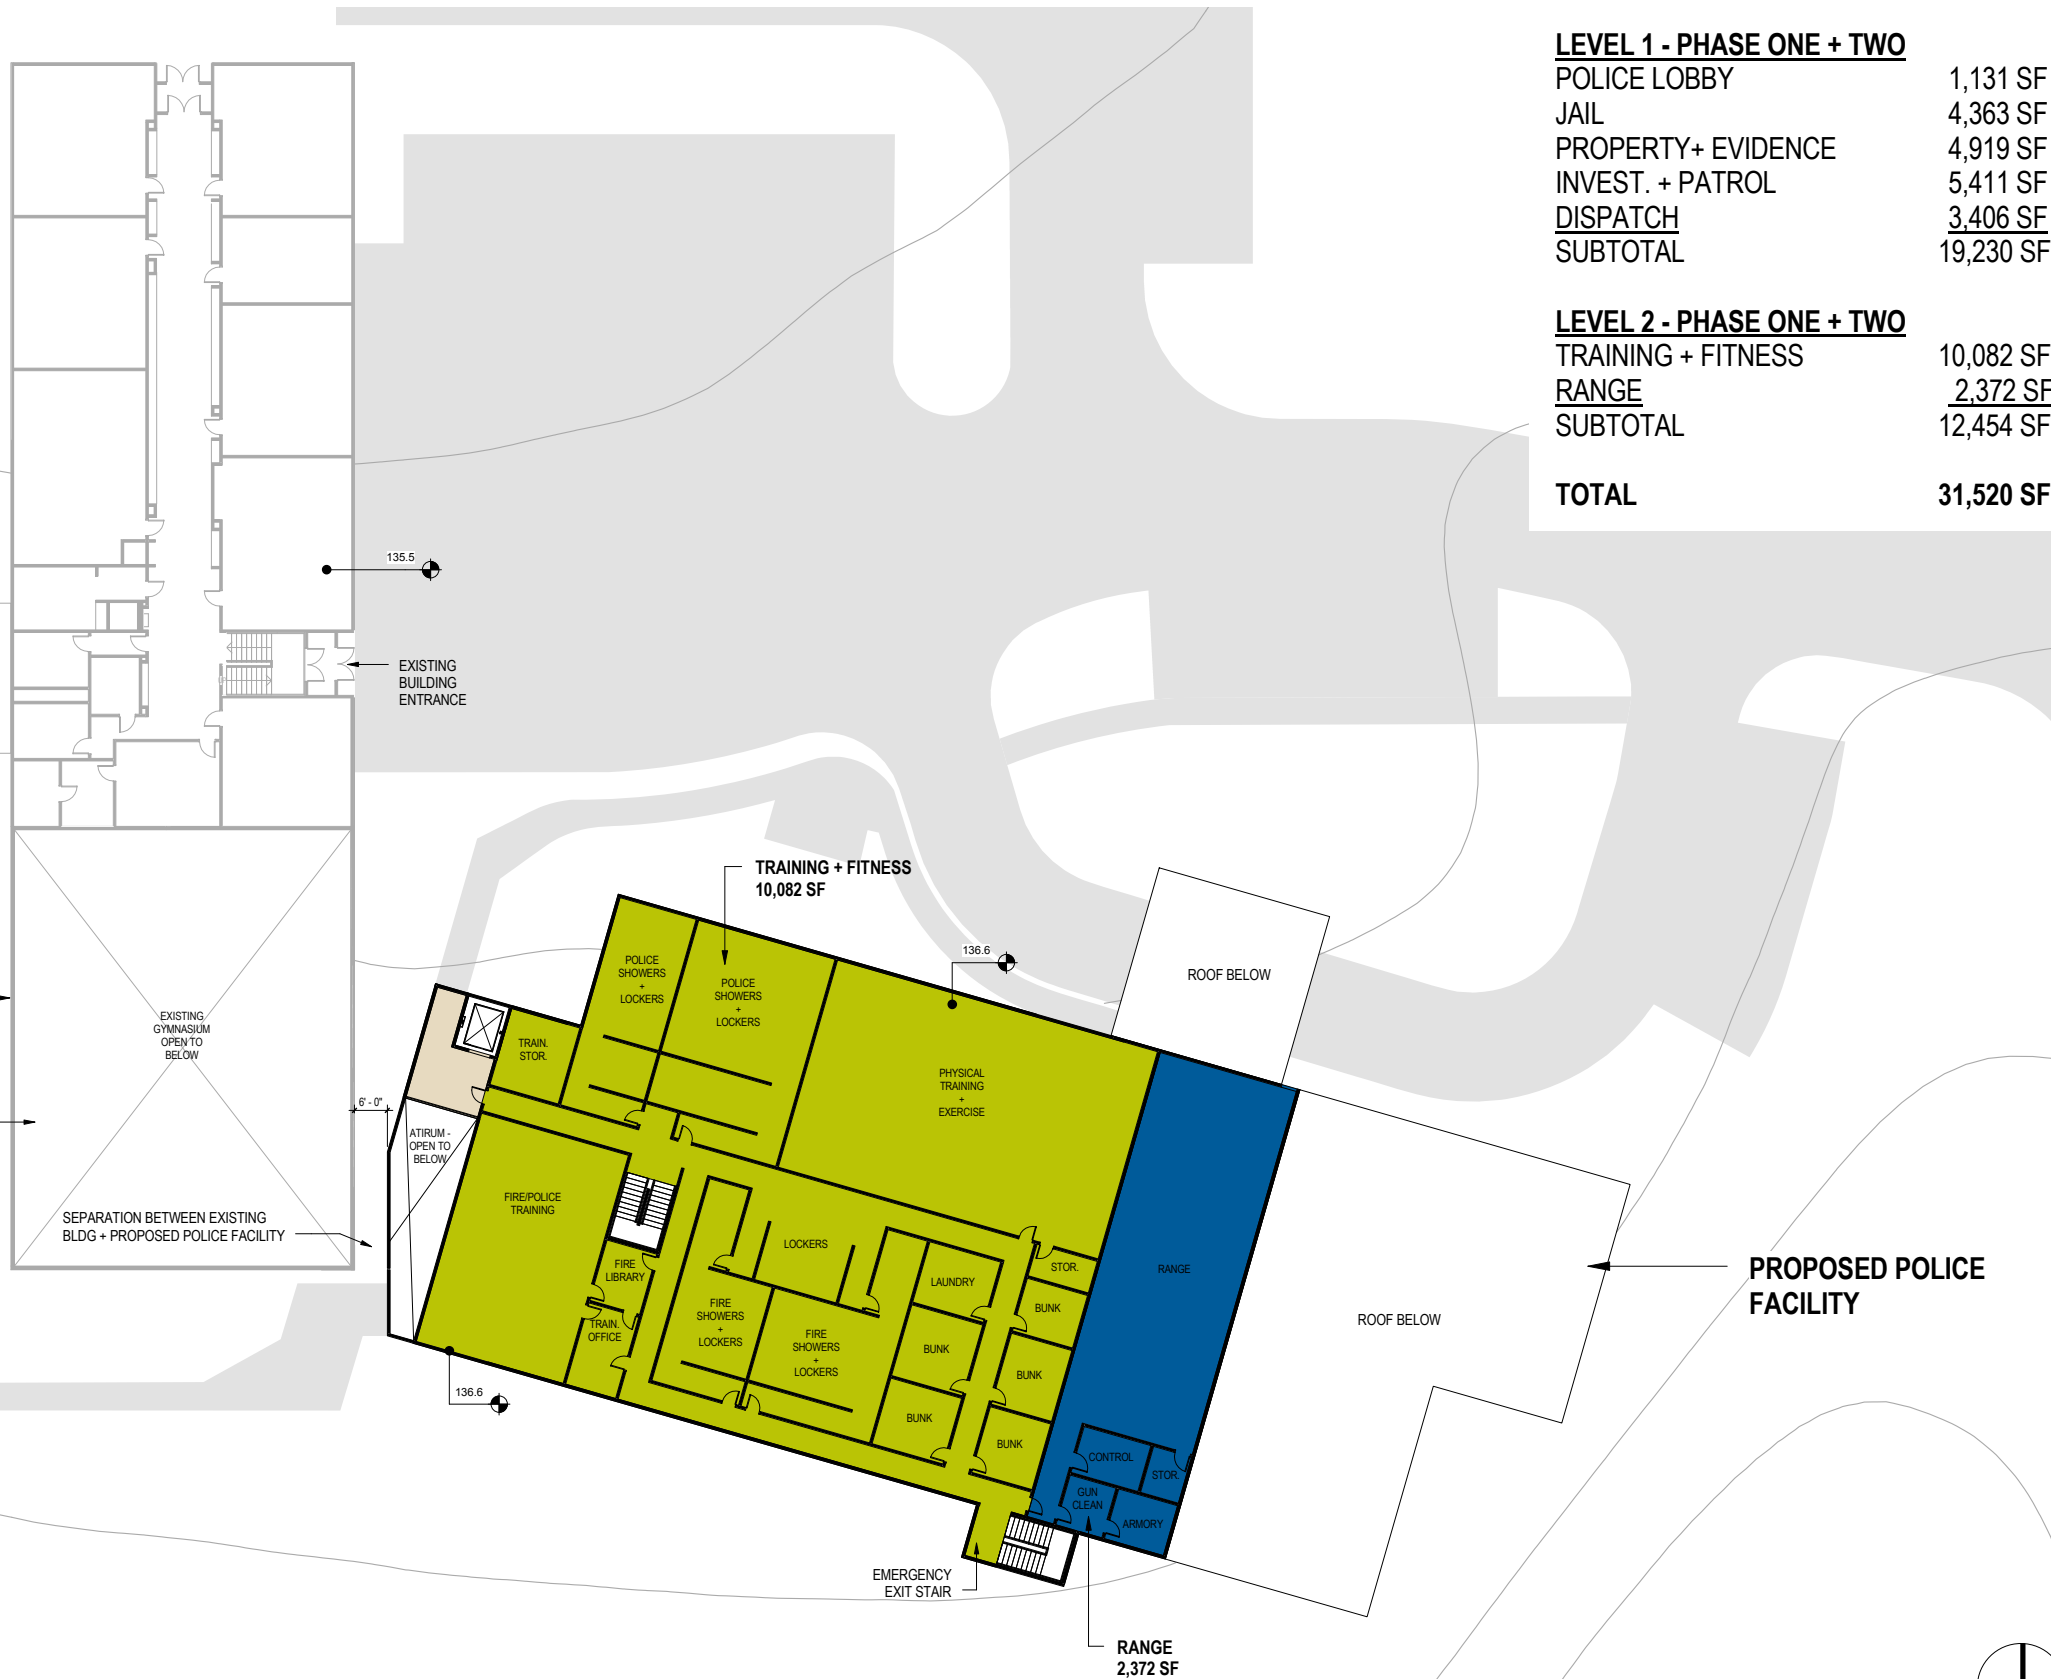 LEVEL 1 - PHASE ONE + TWO
POLICE LOBBY 1,131 SF
JAIL 4,363 SF
PROPERTY+ EVIDENCE 4,919 SF
INVEST. + PATROL 5,411 SF
DISPATCH 3,406 SF
SUBTOTAL 19,230 SF
LEVEL 2 - PHASE ONE + TWO
TRAINING + FITNESS 10,082 SF
RANGE 2,372 SF
SUBTOTAL 12,454 SF
TOTAL 31,520 SF
135.5
EXISTING
BUILDING
ENTRANCE
TRAINING + FITNESS
10,082 SF
136.6
ROOF BELOW
POLICE
SHOWERS
+
LOCKERS
POLICE
SHOWERS
+
LOCKERS
EXISTING
GYMNASIUM
OPEN TO
BELOW
TRAIN.
STOR.
PHYSICAL
TRAINING
+
EXERCISE
6' - 0"
ATIRUM -
OPEN TO
BELOW
FIRE/POLICE
TRAINING
SEPARATION BETWEEN EXISTING
BLDG + PROPOSED POLICE FACILITY
LOCKERS
FIRE
LIBRARY
LAUNDRY
STOR.
RANGE
PROPOSED POLICE
FACILITY
FIRE
SHOWERS
+
LOCKERS
BUNK
TRAIN.
OFFICE
FIRE
SHOWERS
+
LOCKERS
BUNK
ROOF BELOW
BUNK
136.6
BUNK
BUNK
CONTROL
STOR.
GUN
CLEAN
ARMORY
EMERGENCY
EXIT STAIR
RANGE
2,372 SF